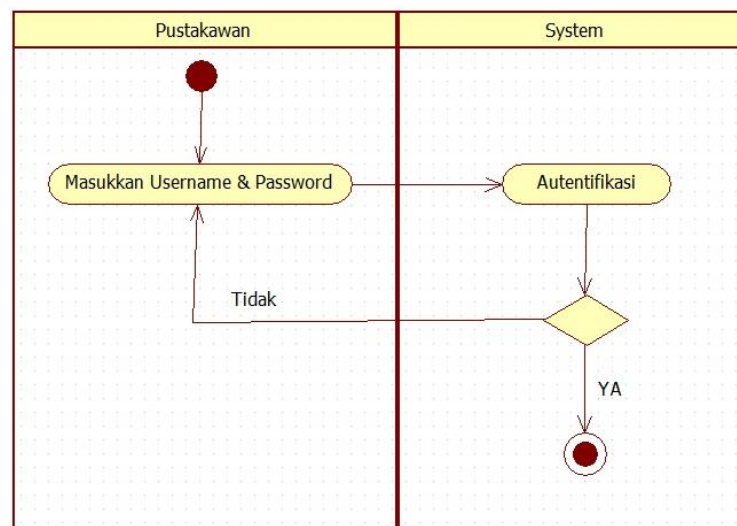 Pustakawan
System
Masukkan Username & Password
Autentifikasi
Tidak
YA